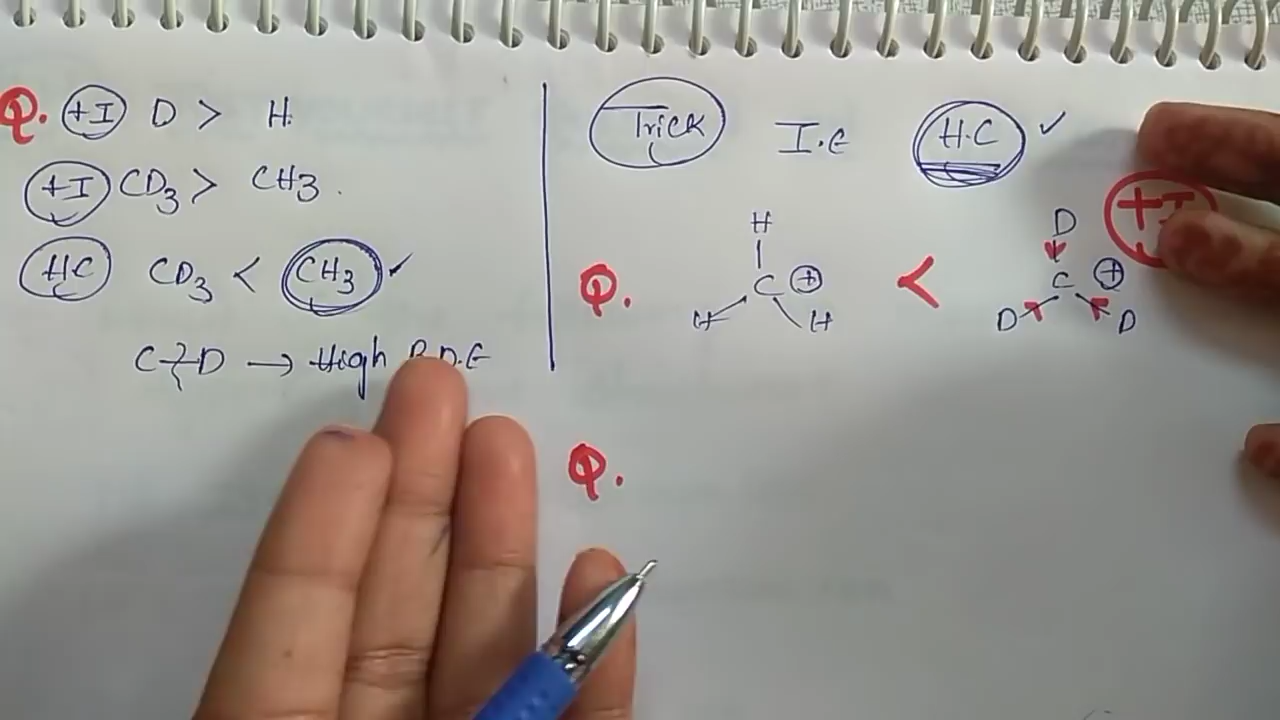 Q. +I D > H
+I CD3 > CH3.
HC CD3 < CH3 ✓
C-D → High B.D.E
Trick I.E H.C ✓
+I
Q. H C ⊕ H H < D C ⊕ D D
Q.